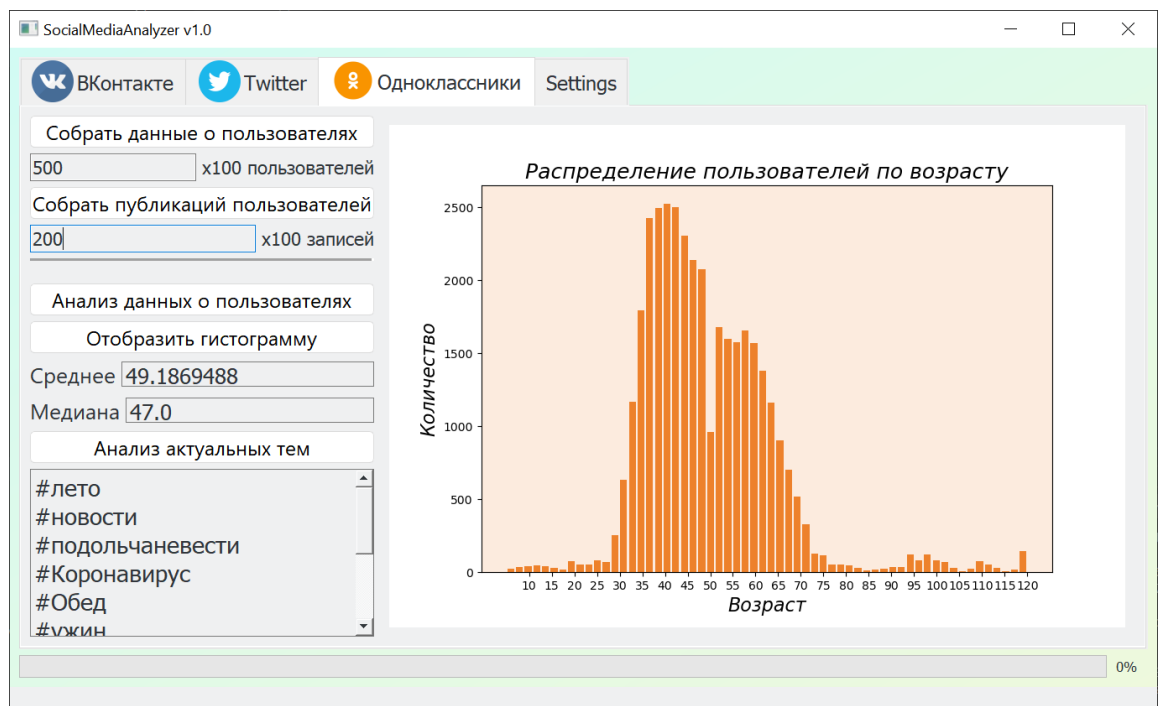 SocialMediaAnalyzer v1.0
ВКонтакте
Twitter
Одноклассники
Settings
Собрать данные о пользователях
500
x100 пользователей
Собрать публикаций пользователей
200
x100 записей
Анализ данных о пользователях
Отобразить гистограмму
Среднее 49.1869488
Медиана 47.0
Анализ актуальных тем
#лето
#новости
#подольчаневести
#Коронавирус
#Обед
#ужин
Распределение пользователей по возрасту
Количество
2500
2000
1500
1000
500
0
10 15 20 25 30 35 40 45 50 55 60 65 70 75 80 85 90 95 100 105 110 115 120
Возраст
0%